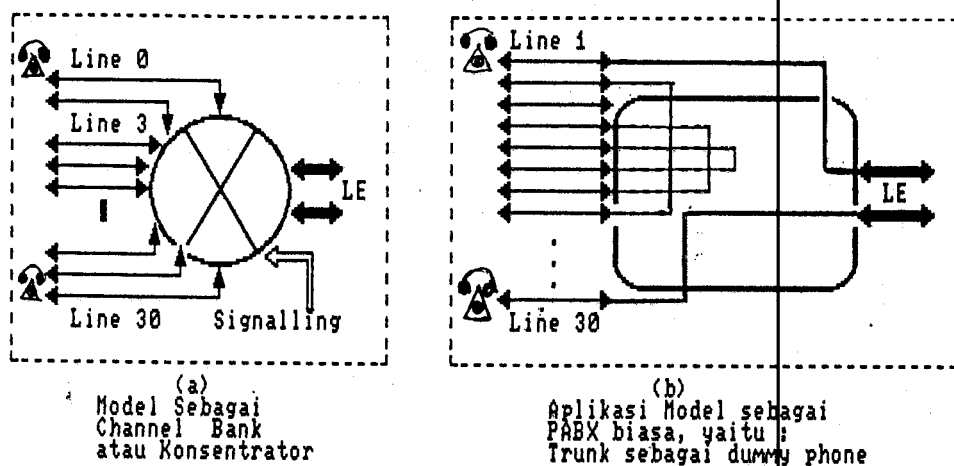 Line 0
Line 3
LE
Line 30
Signalling
(a)
Model Sebagai
Channel Bank
atau Konsentrator
Line 1
LE
Line 30
(b)
Aplikasi Model sebagai
PABX biasa, yaitu :
Trunk sebagai dummy phone